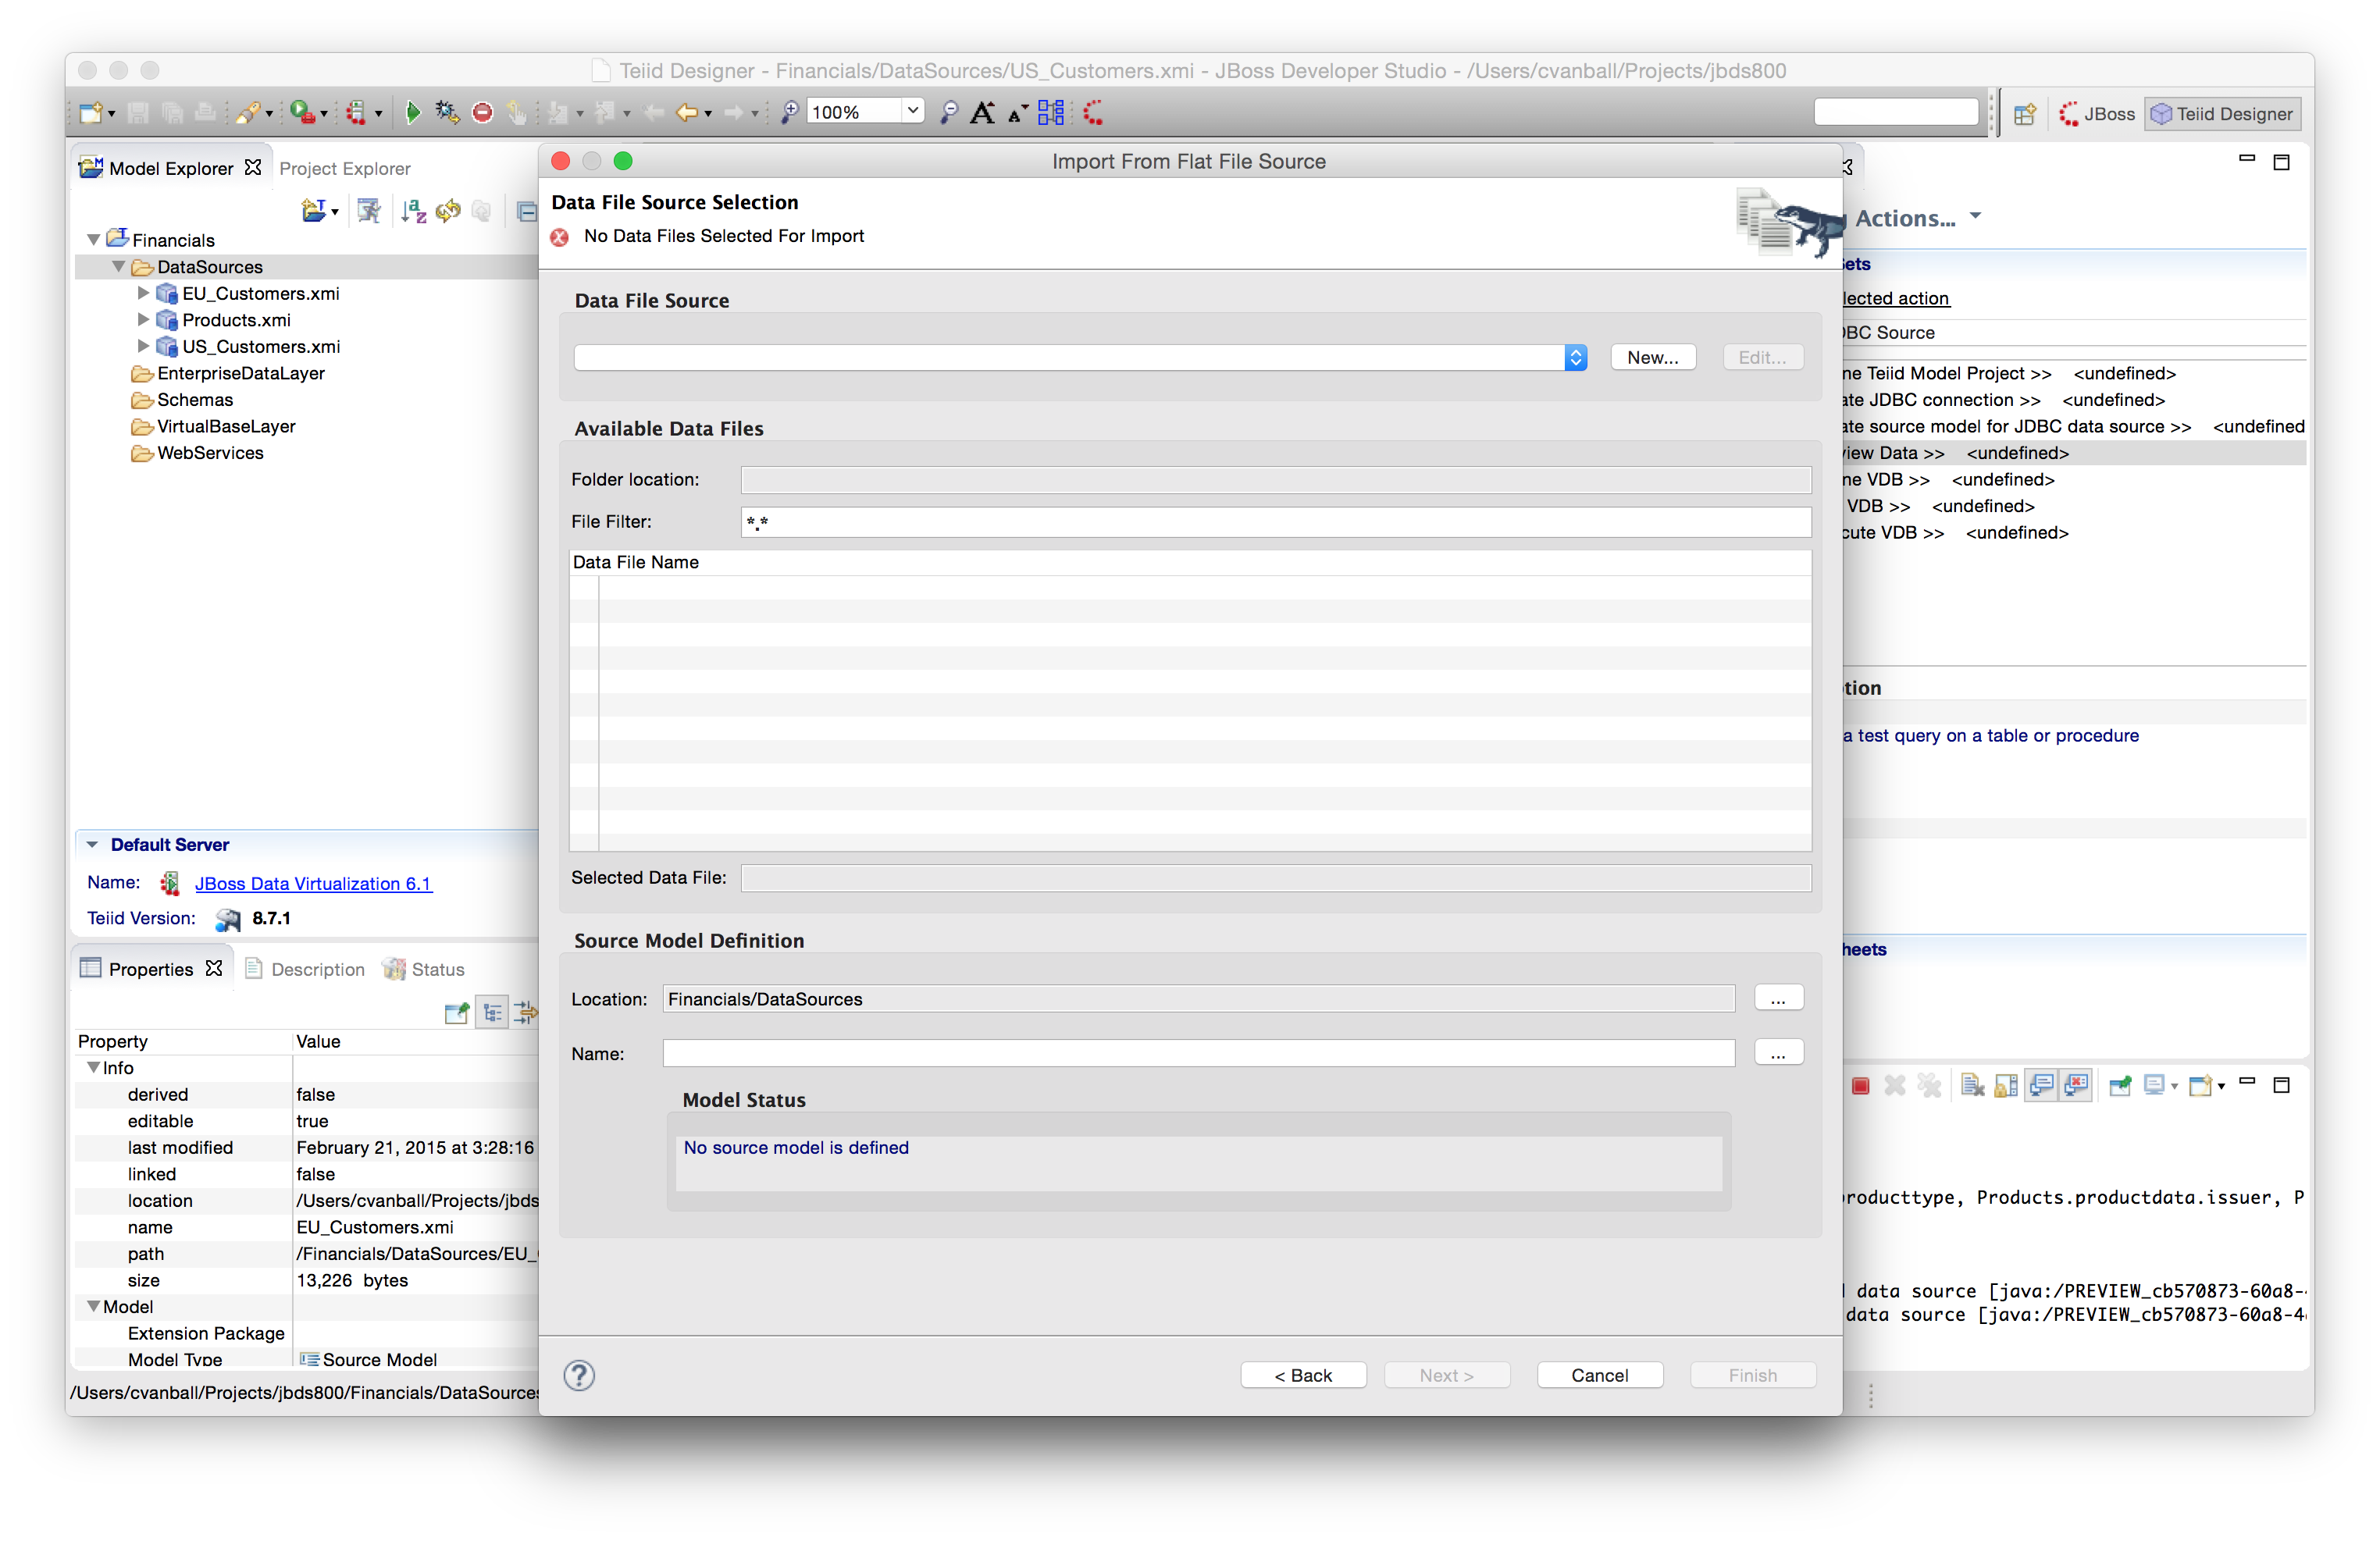 Teiid Designer - Financials/DataSources/US_Customers.xmi - JBoss Developer Studio - /Users/cvanball/Projects/jbds800
100%
JBoss
Teiid Designer
Model Explorer
Project Explorer
Financials
DataSources
EU_Customers.xmi
Products.xmi
US_Customers.xmi
EnterpriseDataLayer
Schemas
VirtualBaseLayer
WebServices
Default Server
Name: JBoss Data Virtualization 6.1
Teiid Version: 8.7.1
Properties
Description
Status
Property Value
Info
derived false
editable true
last modified February 21, 2015 at 3:28:16
linked false
location /Users/cvanball/Projects/jbds
name EU_Customers.xmi
path /Financials/DataSources/EU_
size 13,226 bytes
Model
Extension Package
Model Type Source Model
/Users/cvanball/Projects/jbds800/Financials/DataSources
Import From Flat File Source
Data File Source Selection
No Data Files Selected For Import
Data File Source
New...
Edit...
Available Data Files
Folder location:
File Filter: *.*
Data File Name
Selected Data File:
Source Model Definition
Location: Financials/DataSources ...
Name: ...
Model Status
No source model is defined
?
< Back
Next >
Cancel
Finish
Actions...
ets
lected action
BC Source
ne Teiid Model Project >> <undefined>
ate JDBC connection >> <undefined>
ate source model for JDBC data source >> <undefined
iew Data >> <undefined>
ne VDB >> <undefined>
VDB >> <undefined>
cute VDB >> <undefined>
tion
a test query on a table or procedure
heets
roducttype, Products.productdata.issuer, P
data source [java:/PREVIEW_cb570873-60a8-
data source [java:/PREVIEW_cb570873-60a8-4